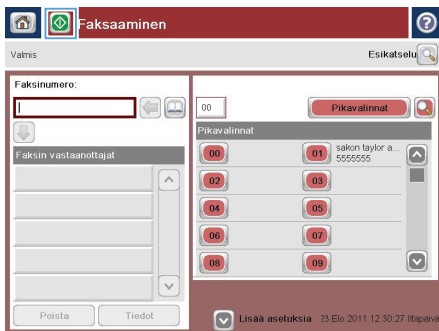 Faksaaminen
Valmis
Esikatselu
Faksinumero:
00
Pikavalinnat
Pikavalinnat
Faksin vastaanottajat
00
01 sakon taylor a...
5555555
02
03
04
05
06
07
08
09
Poista
Tiedot
Lisää asetuksia
23.Elo.2011 12:30:27 Iltapäivä